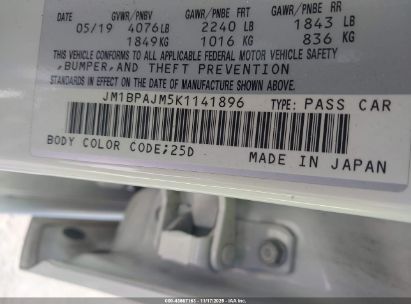 DATE GVWR/PNBV GAWR/PNBE FRT GAWR/PNBE RR
05/19 4076LB 2240 LB 1843 LB
1849KG 1016 KG 836 KG
THIS VEHICLE CONFORMS TO ALL APPLICABLE FEDERAL MOTOR VEHICLE SAFETY
,BUMPER,AND THEFT PREVENTION
STANDARDS IN EFFECT ON THE DATE OF MANUFACTURE SHOWN ABOVE.
JM1BPAJM5K1141896 TYPE: PASS CAR
BODY COLOR CODE;25D MADE IN JAPAN